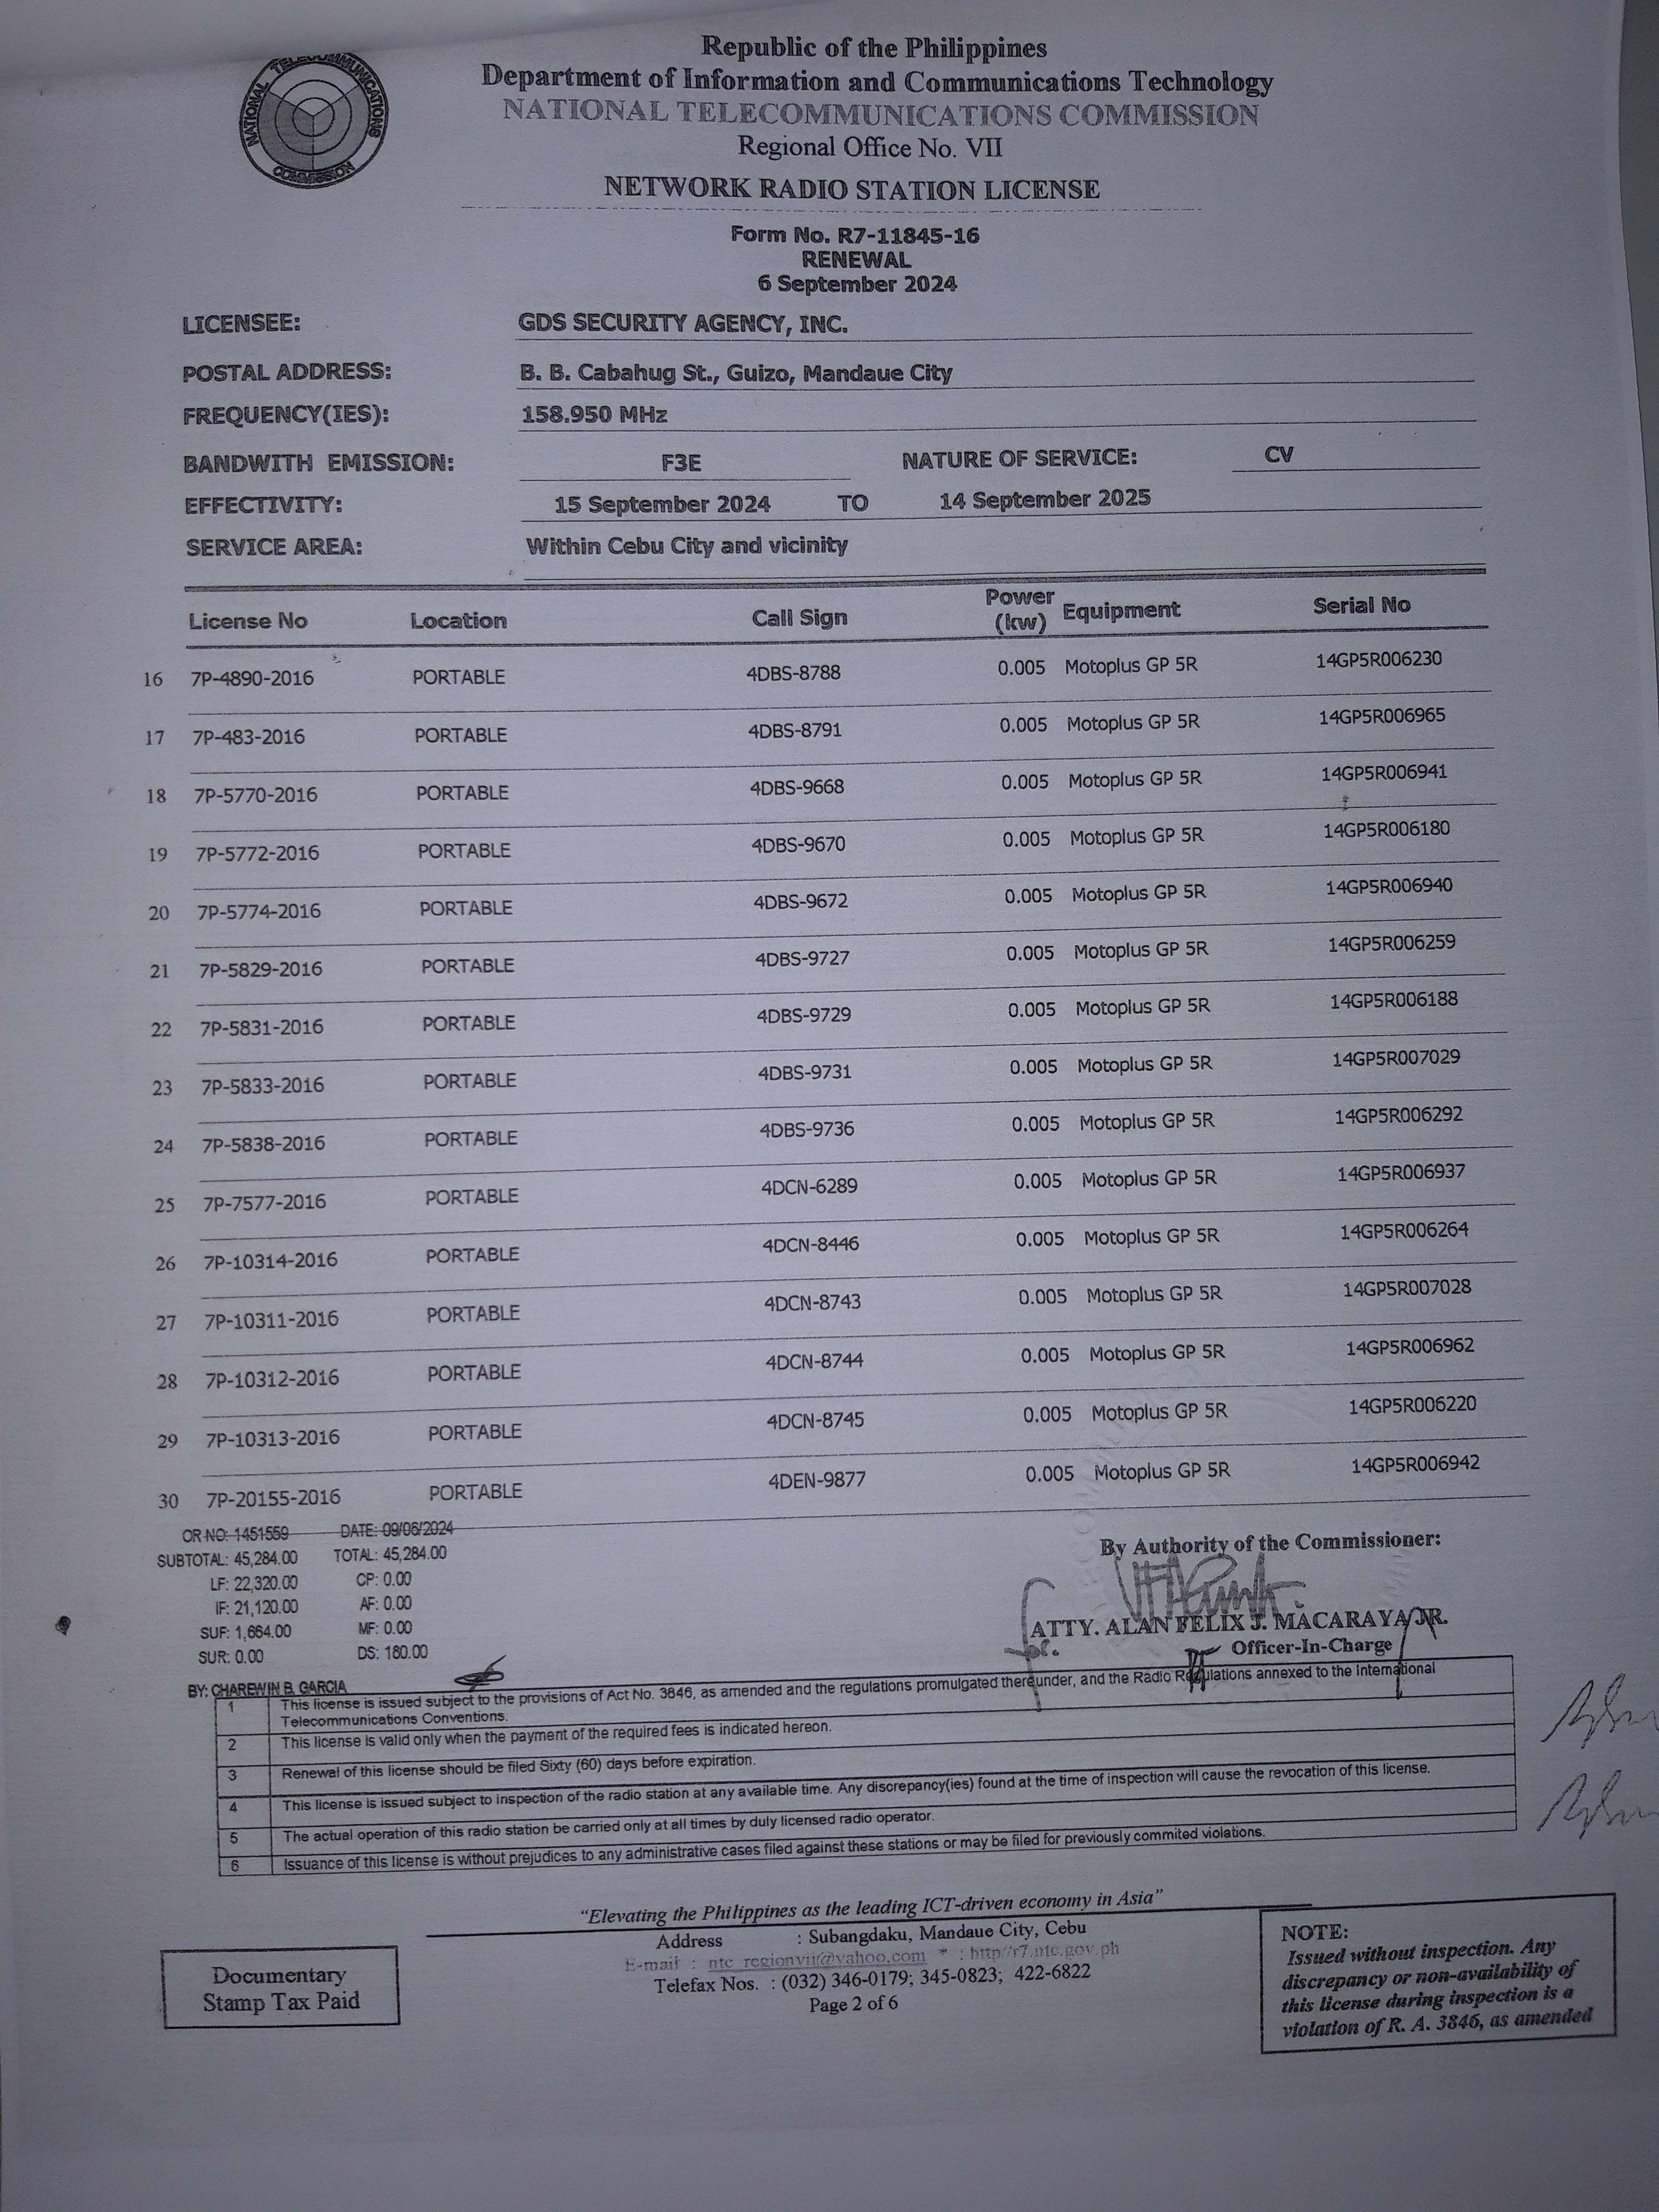 NATIONAL TELECOMMUNICATIONS COMMISSION
Republic of the Philippines
Department of Information and Communications Technology
NATIONAL TELECOMMUNICATIONS COMMISSION
Regional Office No. VII
NETWORK RADIO STATION LICENSE
Form No. R7-11845-16
RENEWAL
6 September 2024
LICENSEE: GDS SECURITY AGENCY, INC.
POSTAL ADDRESS: B. B. Cabahug St., Guizo, Mandaue City
FREQUENCY(IES): 158.950 MHz
BANDWITH EMISSION: F3E NATURE OF SERVICE: CV
EFFECTIVITY: 15 September 2024 TO 14 September 2025
SERVICE AREA: Within Cebu City and vicinity
License No Location Call Sign Power (kw) Equipment Serial No
16 7P-4890-2016 PORTABLE 4DBS-8788 0.005 Motoplus GP 5R 14GP5R006230
17 7P-483-2016 PORTABLE 4DBS-8791 0.005 Motoplus GP 5R 14GP5R006965
18 7P-5770-2016 PORTABLE 4DBS-9668 0.005 Motoplus GP 5R 14GP5R006941
19 7P-5772-2016 PORTABLE 4DBS-9670 0.005 Motoplus GP 5R 14GP5R006180
20 7P-5774-2016 PORTABLE 4DBS-9672 0.005 Motoplus GP 5R 14GP5R006940
21 7P-5829-2016 PORTABLE 4DBS-9727 0.005 Motoplus GP 5R 14GP5R006259
22 7P-5831-2016 PORTABLE 4DBS-9729 0.005 Motoplus GP 5R 14GP5R006188
23 7P-5833-2016 PORTABLE 4DBS-9731 0.005 Motoplus GP 5R 14GP5R007029
24 7P-5838-2016 PORTABLE 4DBS-9736 0.005 Motoplus GP 5R 14GP5R006292
25 7P-7577-2016 PORTABLE 4DCN-6289 0.005 Motoplus GP 5R 14GP5R006937
26 7P-10314-2016 PORTABLE 4DCN-8446 0.005 Motoplus GP 5R 14GP5R006264
27 7P-10311-2016 PORTABLE 4DCN-8743 0.005 Motoplus GP 5R 14GP5R007028
28 7P-10312-2016 PORTABLE 4DCN-8744 0.005 Motoplus GP 5R 14GP5R006962
29 7P-10313-2016 PORTABLE 4DCN-8745 0.005 Motoplus GP 5R 14GP5R006220
30 7P-20155-2016 PORTABLE 4DEN-9877 0.005 Motoplus GP 5R 14GP5R006942
OR NO: 1451559 DATE: 09/06/2024
SUBTOTAL: 45,284.00 TOTAL: 45,284.00
LF: 22,320.00 CP: 0.00
IF: 21,120.00 AF: 0.00
SUF: 1,664.00 MF: 0.00
SUR: 0.00 DS: 180.00
BY: CHAREWIN B. GARCIA
By Authority of the Commissioner:
ATTY. ALAN FELIX J. MACARAYA, JR.
Officer-In-Charge
1 This license is issued subject to the provisions of Act No. 3846, as amended and the regulations promulgated thereunder, and the Radio Regulations annexed to the International
Telecommunications Conventions.
2 This license is valid only when the payment of the required fees is indicated hereon.
3 Renewal of this license should be filed Sixty (60) days before expiration.
4 This license is issued subject to inspection of the radio station at any available time. Any discrepancy(ies) found at the time of inspection will cause the revocation of this license.
5 The actual operation of this radio station be carried only at all times by duly licensed radio operator.
6 Issuance of this license is without prejudices to any administrative cases filed against these stations or may be filed for previously commited violations.
"Elevating the Philippines as the leading ICT-driven economy in Asia"
Address : Subangdaku, Mandaue City, Cebu
E-mail : ntc_regionvii@yahoo.com * : http//r7.ntc.gov.ph
Telefax Nos. : (032) 346-0179; 345-0823; 422-6822
Page 2 of 6
Documentary
Stamp Tax Paid
NOTE:
Issued without inspection. Any
discrepancy or non-availability of
this license during inspection is a
violation of R. A. 3846, as amended